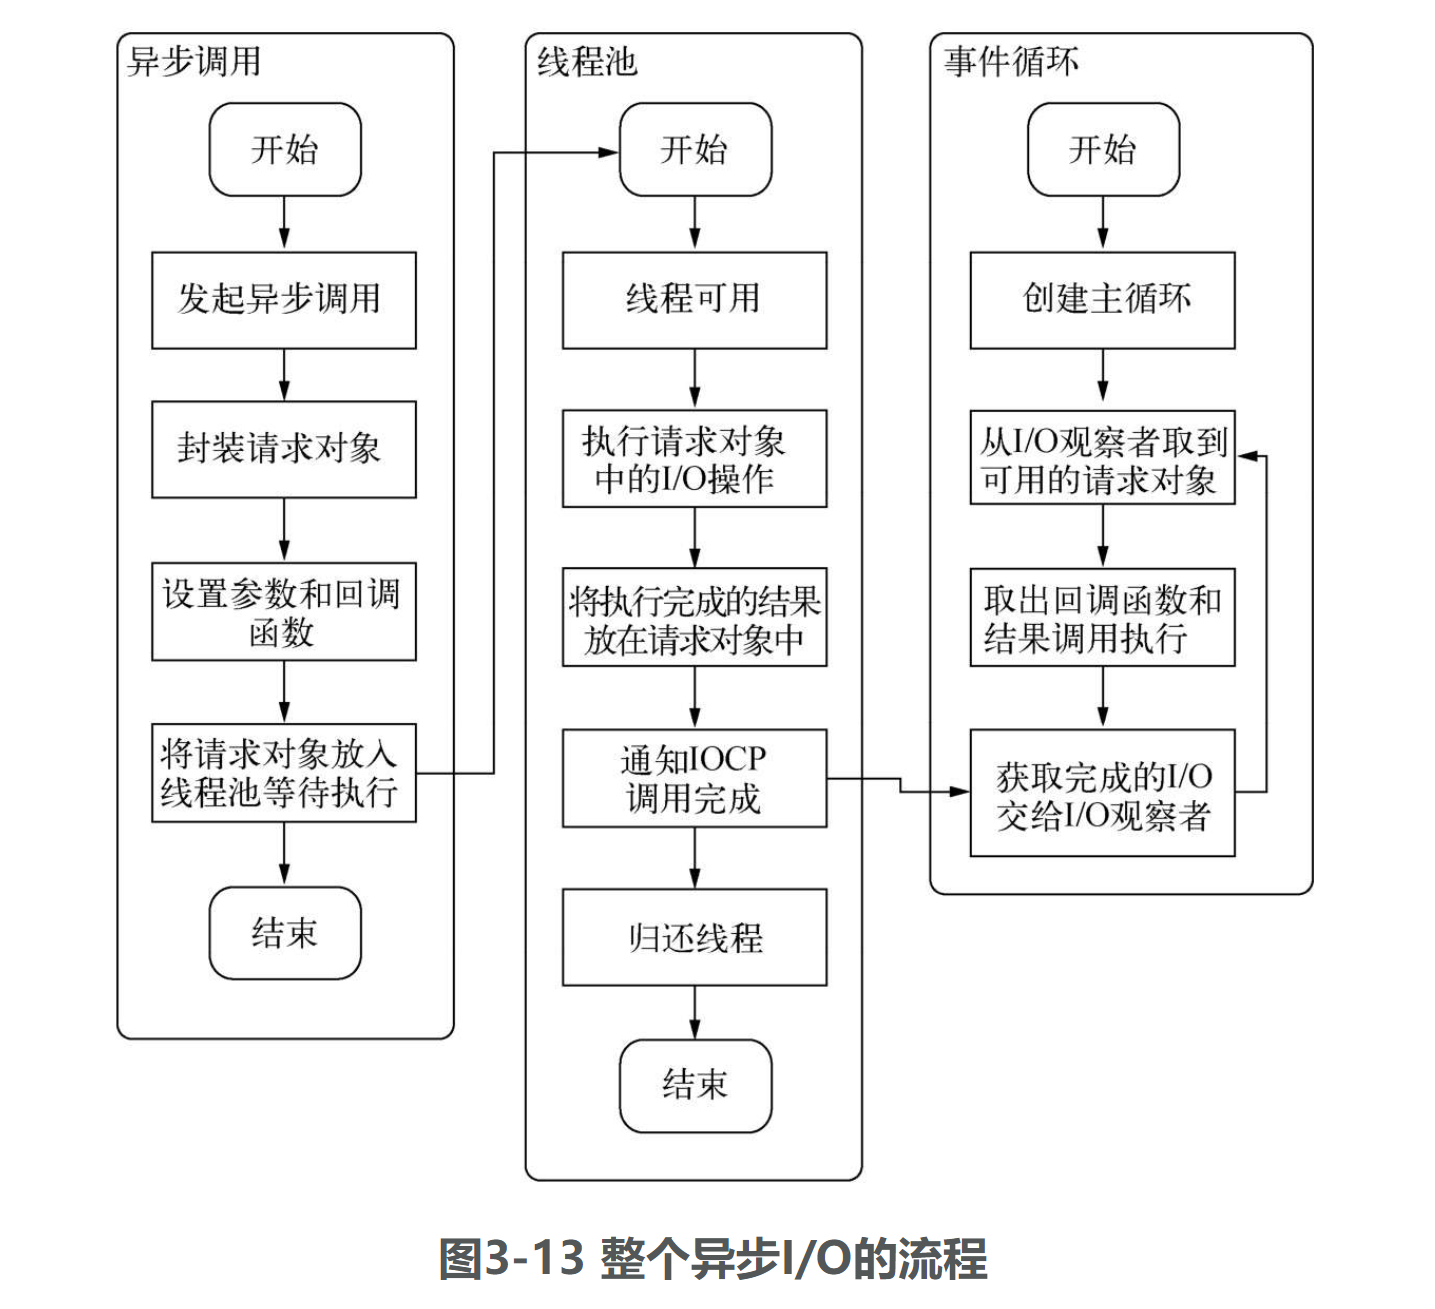 异步调用
开始
发起异步调用
封装请求对象
设置参数和回调
函数
将请求对象放入
线程池等待执行
结束
线程池
开始
线程可用
执行请求对象
中的I/O操作
将执行完成的结果
放在请求对象中
通知IOCP
调用完成
归还线程
结束
事件循环
开始
创建主循环
从I/O观察者取到
可用的请求对象
取出回调函数和
结果调用执行
获取完成的I/O
交给I/O观察者
图3-13 整个异步I/O的流程